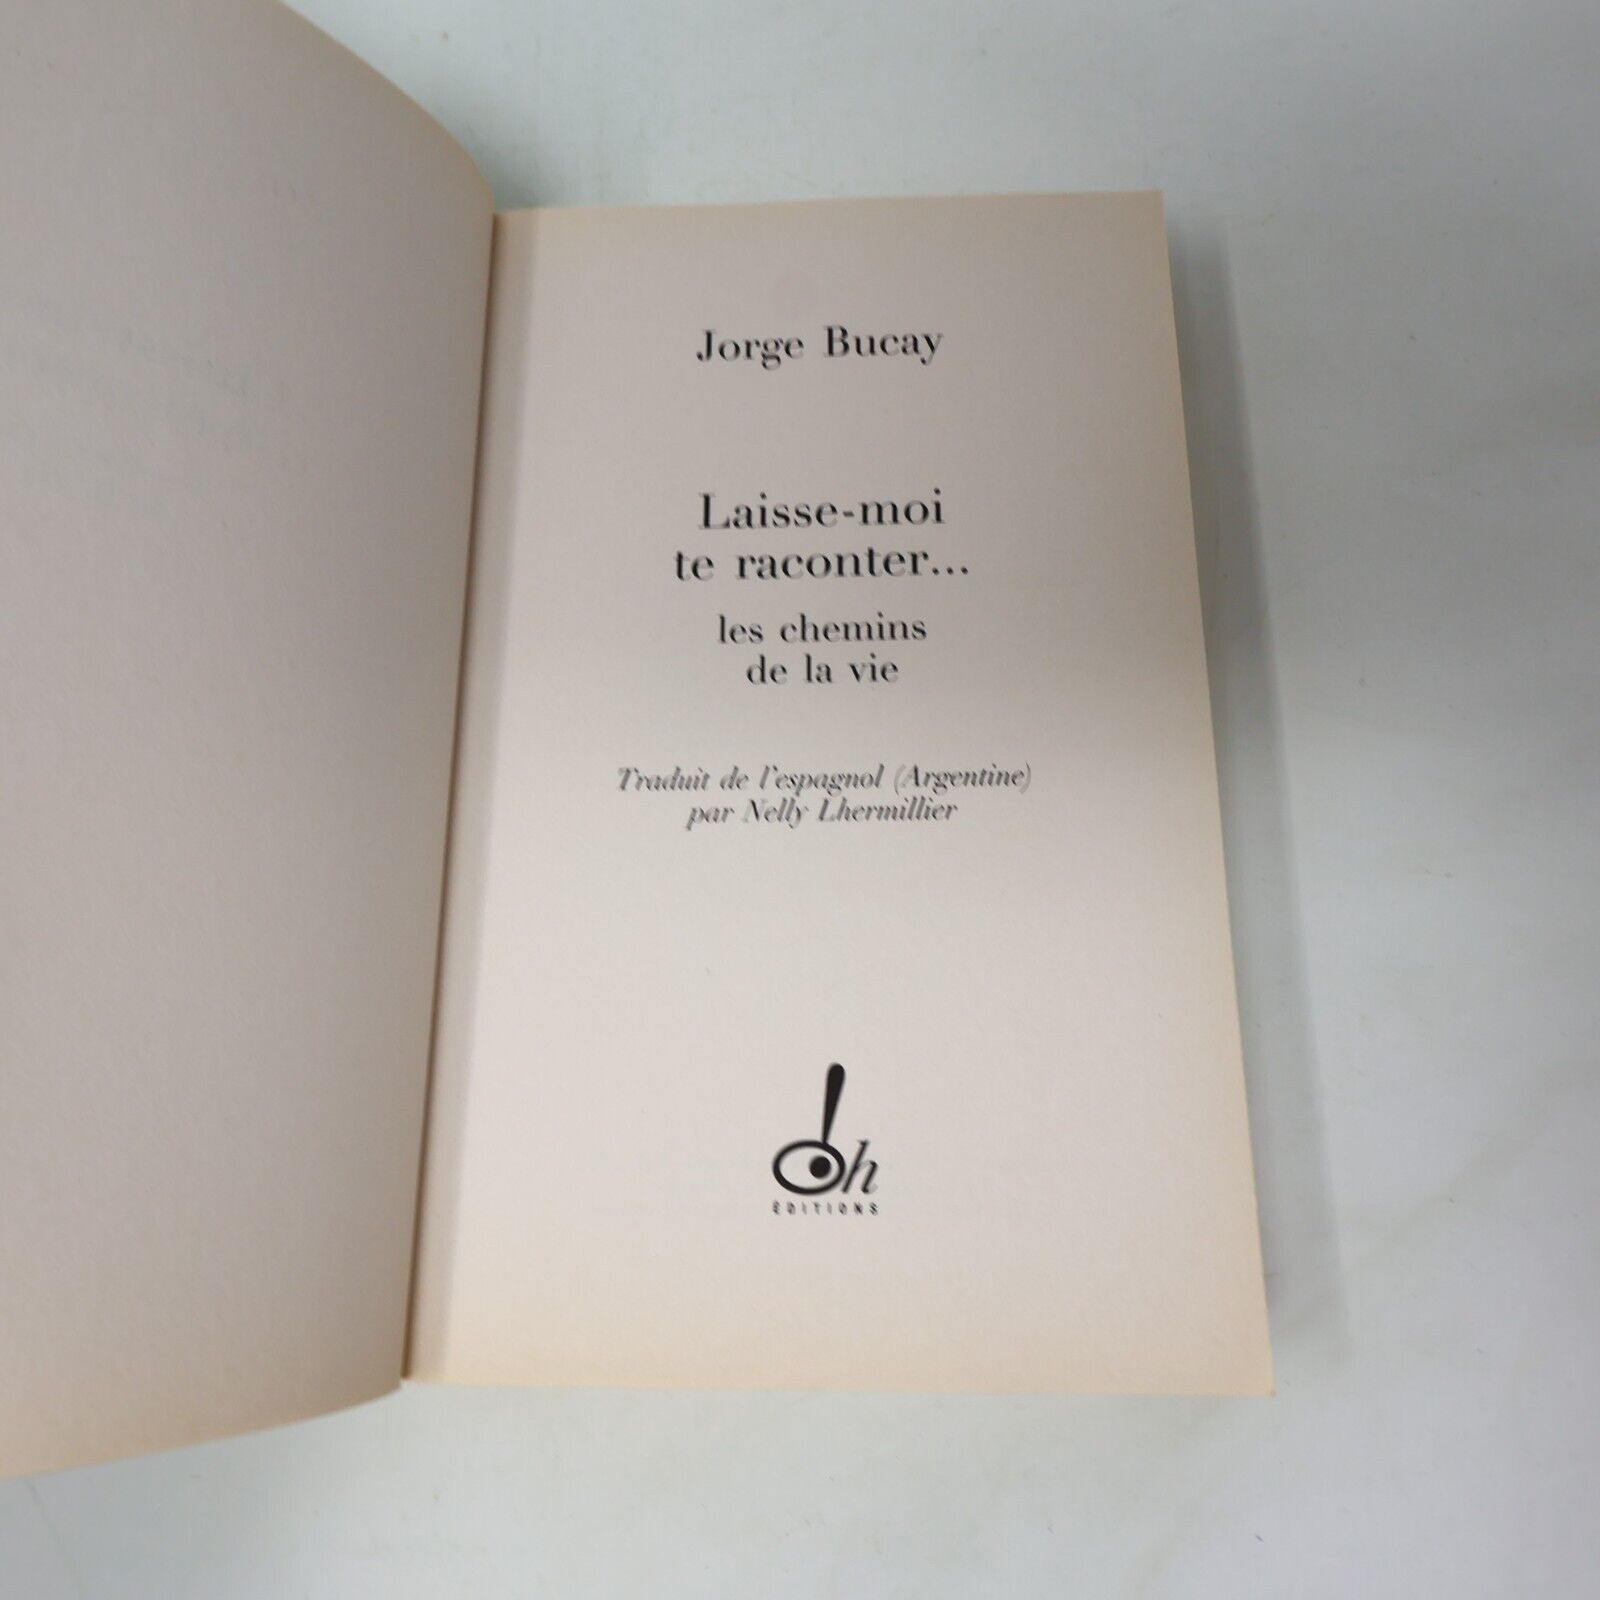 Jorge Bucay
Laisse-moi
te raconter...
les chemins
de la vie
Traduit de l'espagnol (Argentine)
par Nelly Lhermillier
Oh
ÉDITIONS